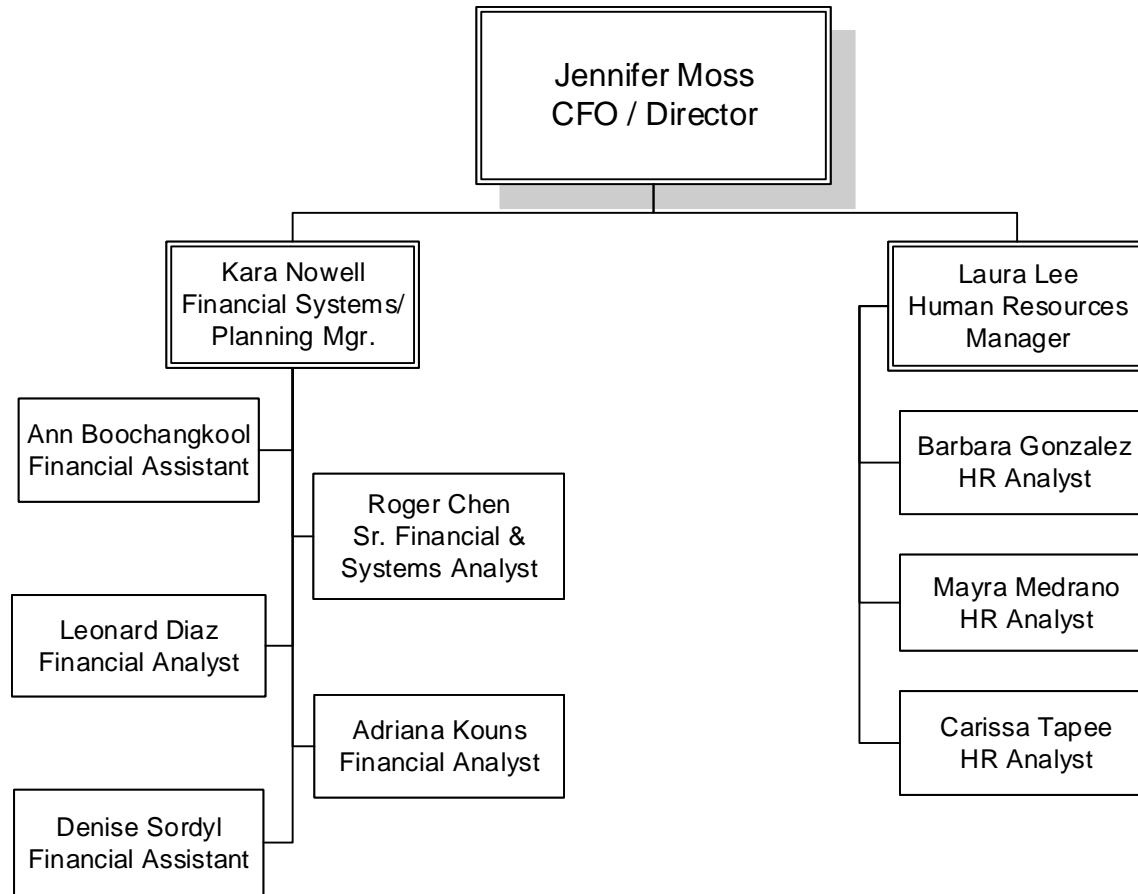 Jennifer Moss
CFO / Director
Kara Nowell
Financial Systems/
Planning Mgr.
Laura Lee
Human Resources
Manager
Ann Boochangkool
Financial Assistant
Roger Chen
Sr. Financial &
Systems Analyst
Leonard Diaz
Financial Analyst
Adriana Kouns
Financial Analyst
Denise Sordyl
Financial Assistant
Barbara Gonzalez
HR Analyst
Mayra Medrano
HR Analyst
Carissa Tapee
HR Analyst